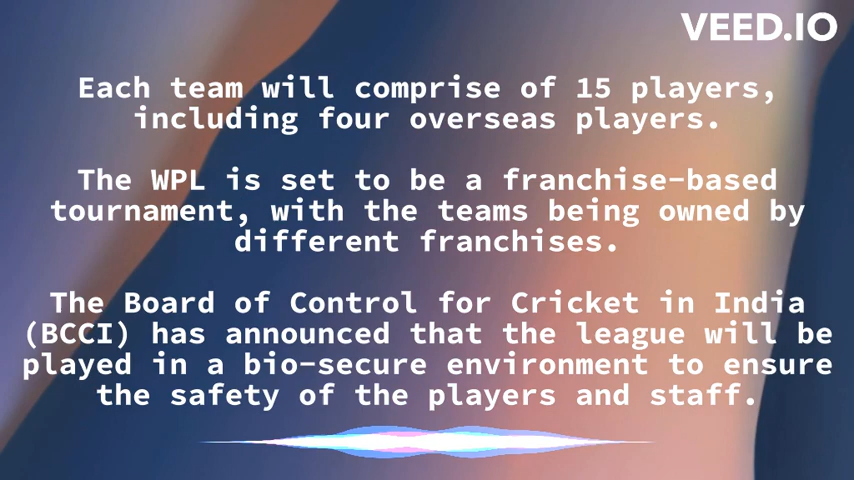 VEED.IO
Each team will comprise of 15 players,
including four overseas players.
The WPL is set to be a franchise-based
tournament, with the teams being owned by
different franchises.
The Board of Control for Cricket in India
(BCCI) has announced that the league will be
played in a bio-secure environment to ensure
the safety of the players and staff.